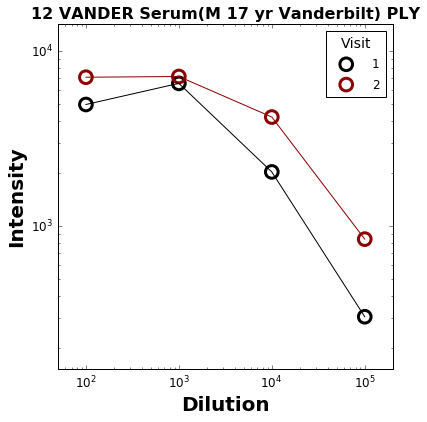 12 VANDER Serum(M 17 yr Vanderbilt) PLY
Visit
1
2
10⁴
10³
Intensity
10² 10³ 10⁴ 10⁵
Dilution